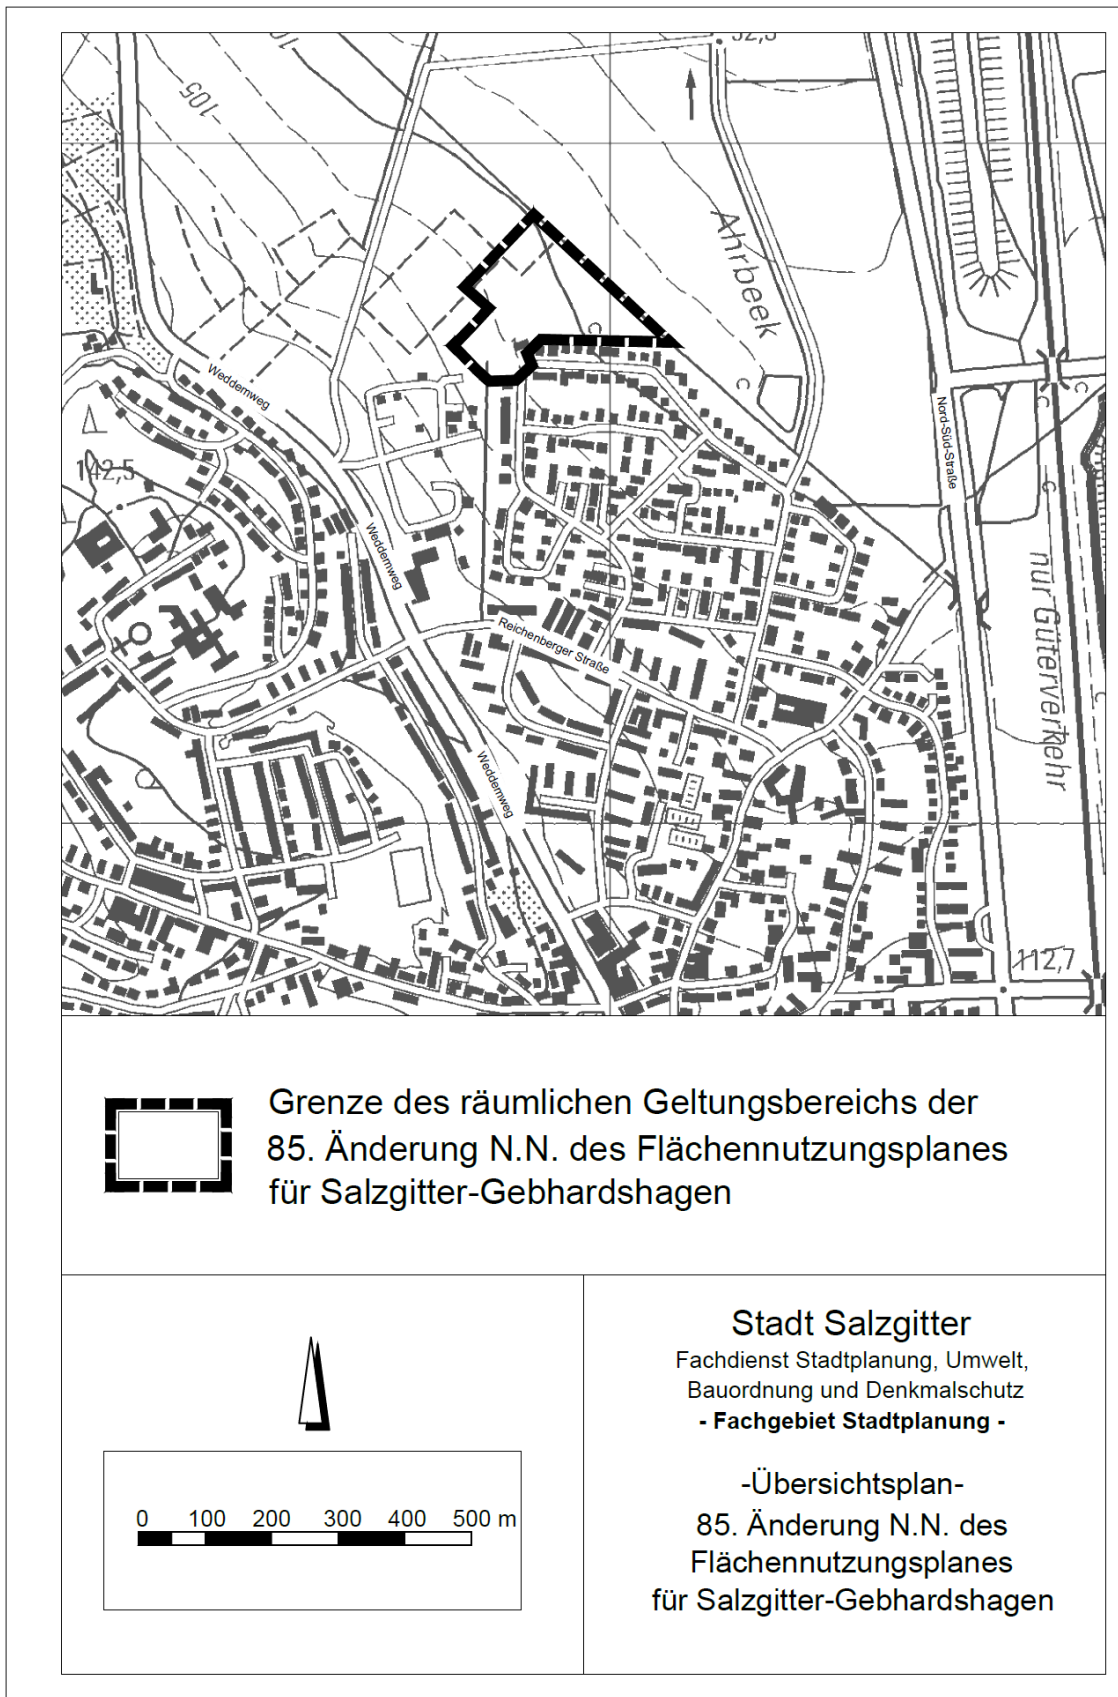 105
Ahrbeek
Weddemweg
142,5
Nord-Süd-Straße
Weddemweg
nur Güterverkehr
Reichenberger Straße
Weddemweg
112,7
Grenze des räumlichen Geltungsbereichs der
85. Änderung N.N. des Flächennutzungsplanes
für Salzgitter-Gebhardshagen
0 100 200 300 400 500 m
Stadt Salzgitter
Fachdienst Stadtplanung, Umwelt,
Bauordnung und Denkmalschutz
- Fachgebiet Stadtplanung -
-Übersichtsplan-
85. Änderung N.N. des
Flächennutzungsplanes
für Salzgitter-Gebhardshagen